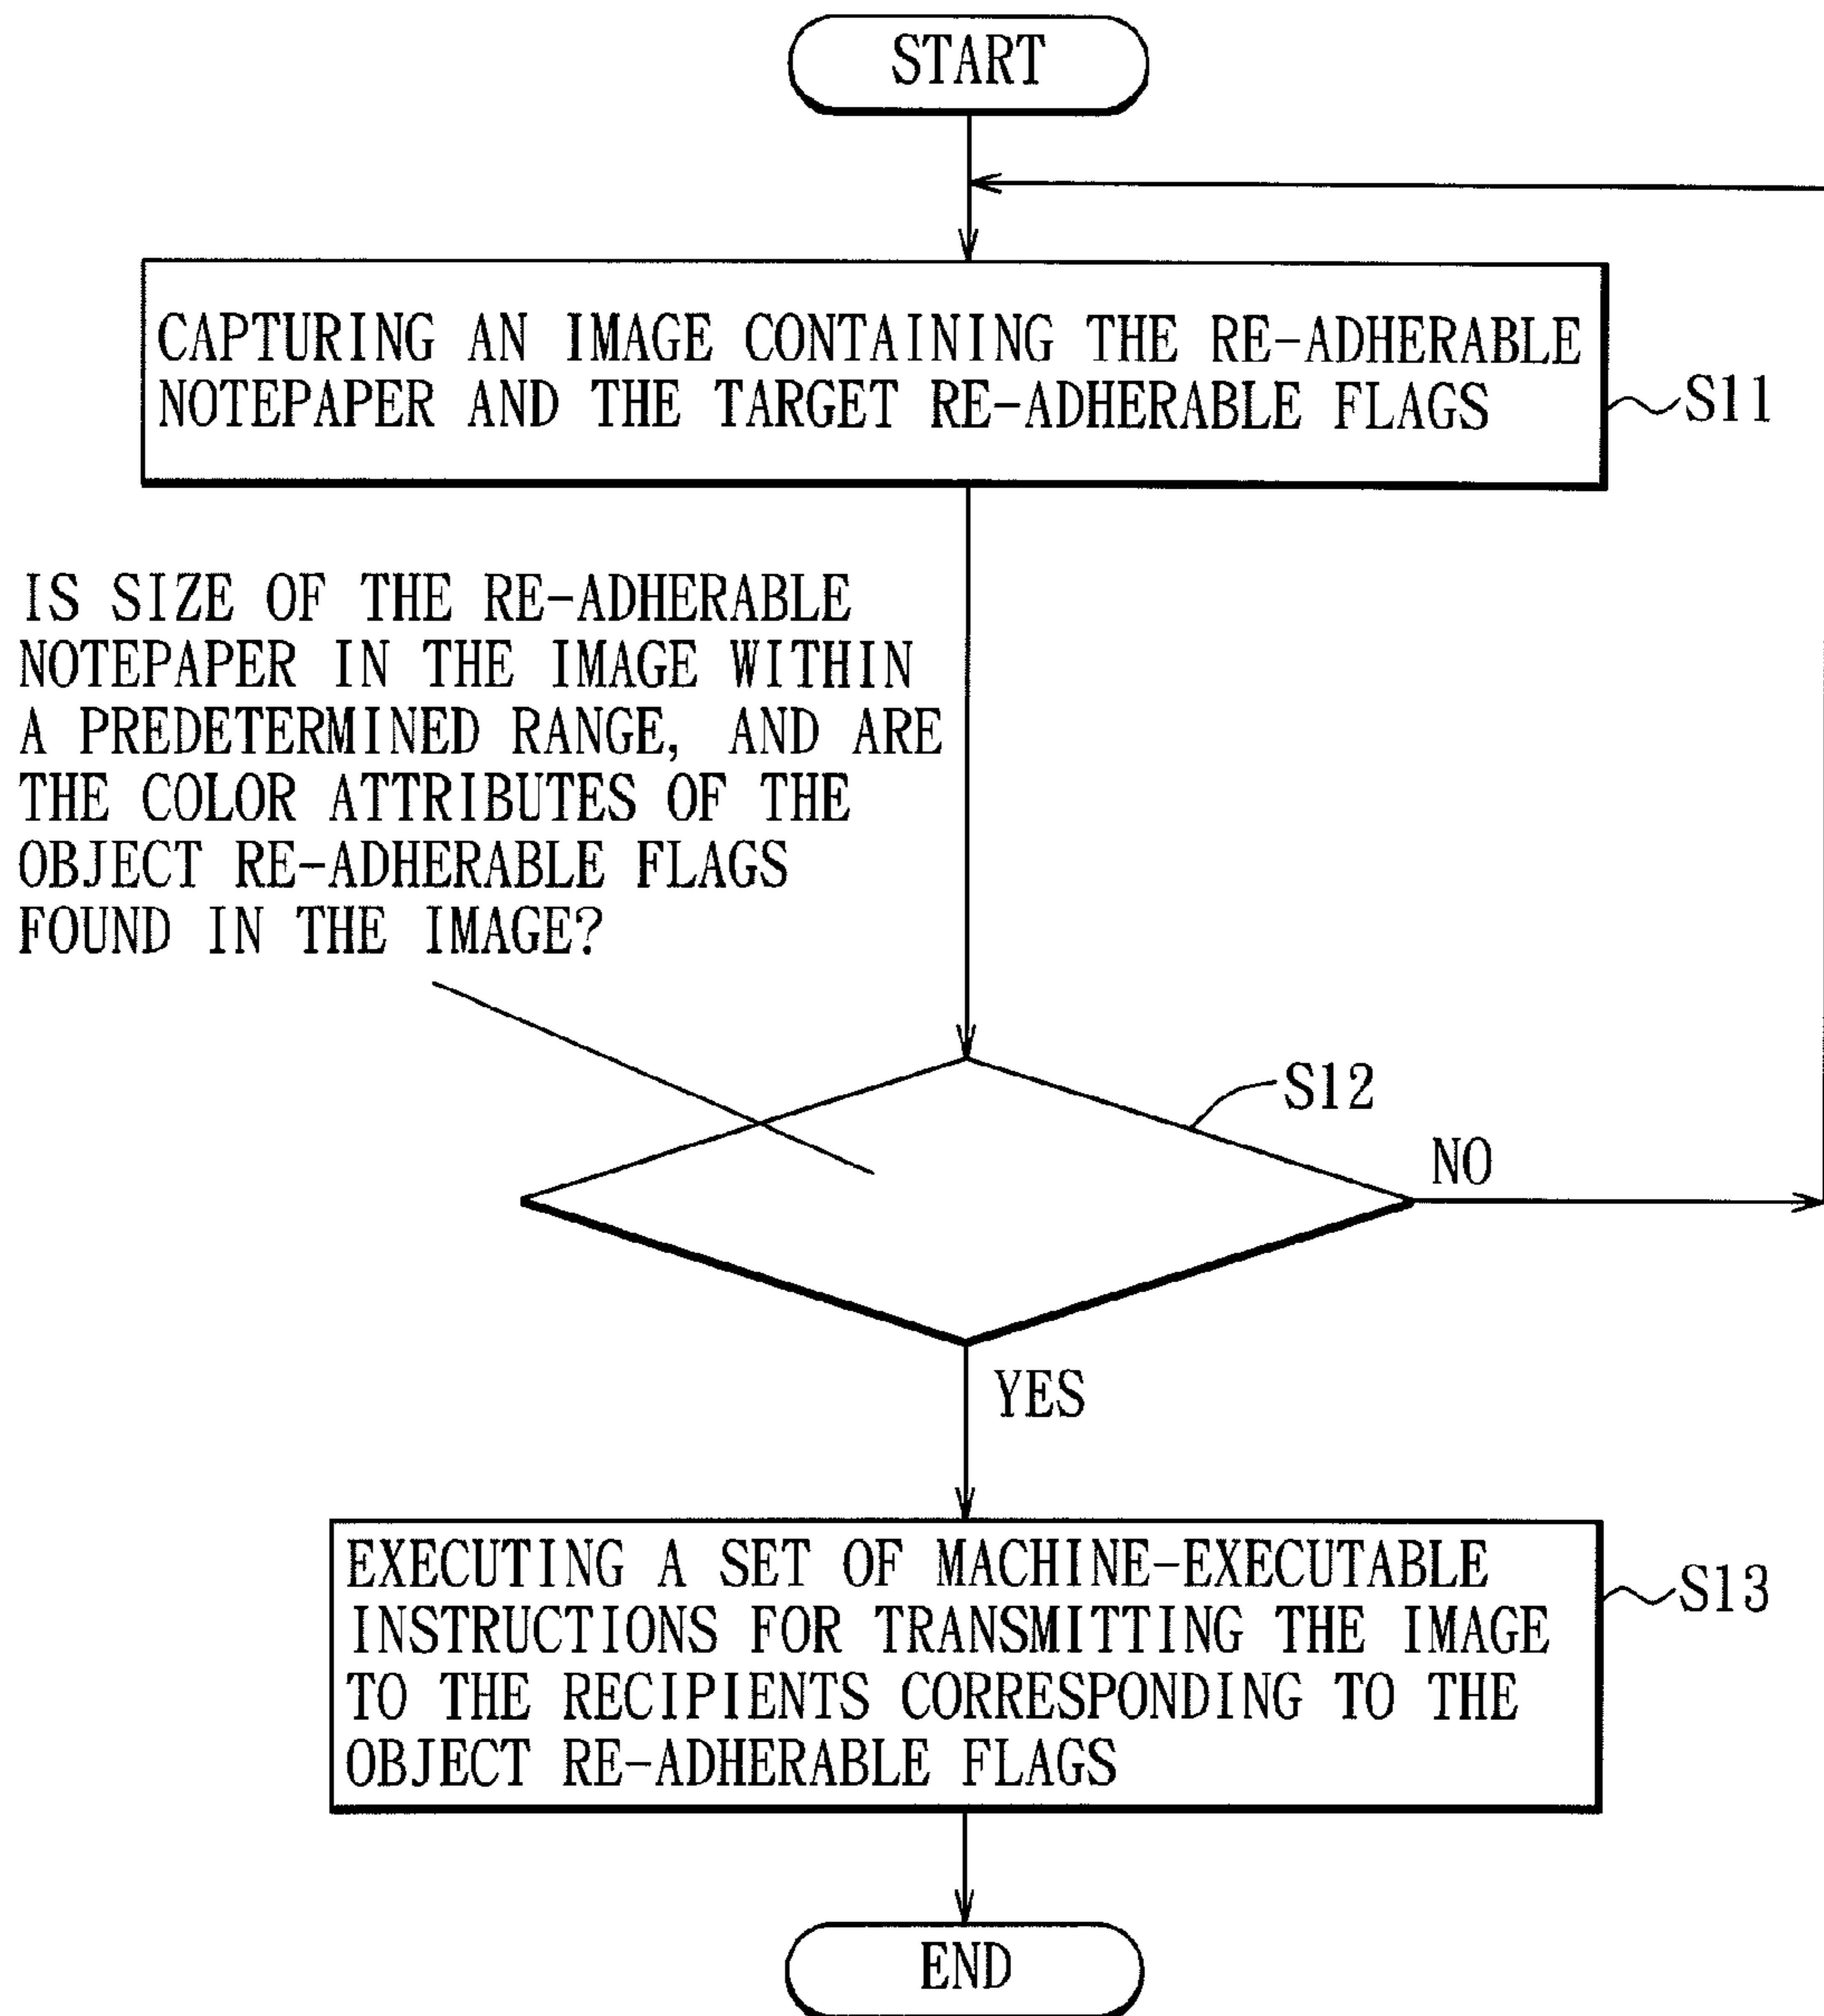 START
CAPTURING AN IMAGE CONTAINING THE RE-ADHERABLE
NOTEPAPER AND THE TARGET RE-ADHERABLE FLAGS
S11
IS SIZE OF THE RE-ADHERABLE
NOTEPAPER IN THE IMAGE WITHIN
A PREDETERMINED RANGE, AND ARE
THE COLOR ATTRIBUTES OF THE
OBJECT RE-ADHERABLE FLAGS
FOUND IN THE IMAGE?
S12
NO
YES
EXECUTING A SET OF MACHINE-EXECUTABLE
INSTRUCTIONS FOR TRANSMITTING THE IMAGE
TO THE RECIPIENTS CORRESPONDING TO THE
OBJECT RE-ADHERABLE FLAGS
S13
END